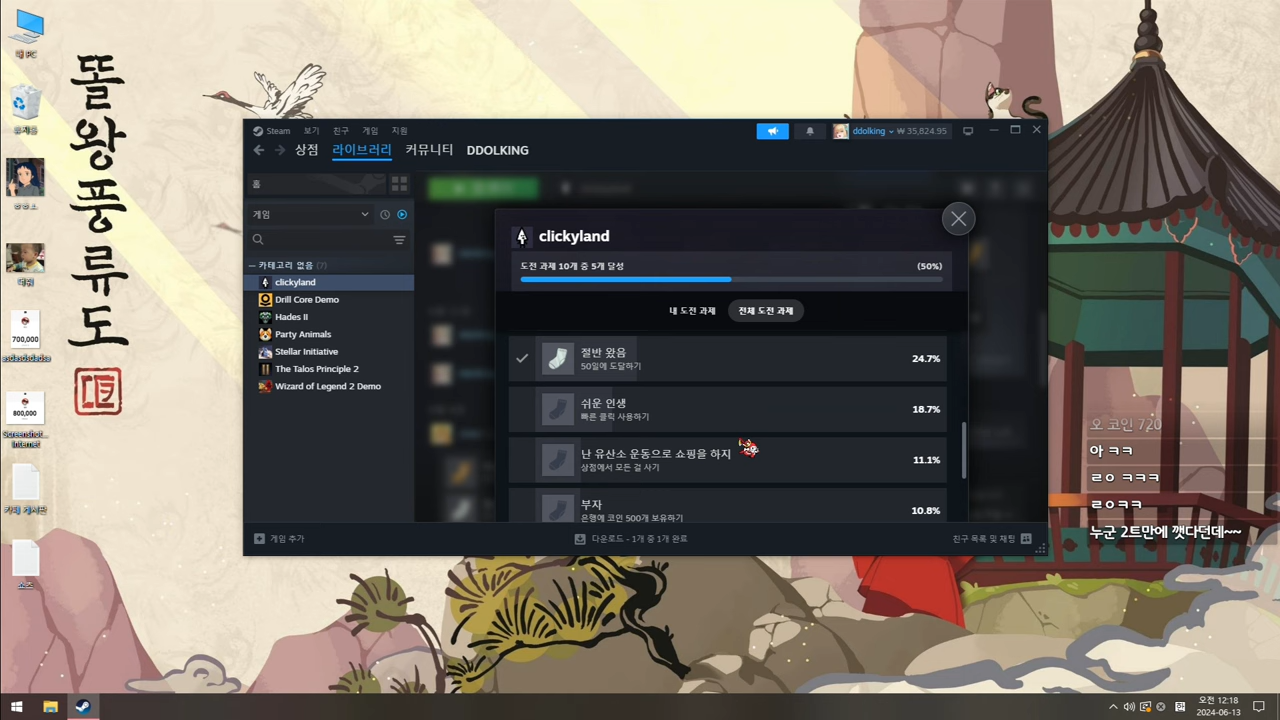 내 PC
휴지통
700,000
asdasdsdadsa
800,000
Screenshot...
internet
카페 게시판
쇼츠
똘왕풍류도
Steam 보기 친구 게임 지원
ddolking ₩ 35,824.95
상점 라이브러리 커뮤니티 DDOLKING
홈
게임
카테고리 없음 (7)
clickyland
Drill Core Demo
Hades II
Party Animals
Stellar Initiative
The Talos Principle 2
Wizard of Legend 2 Demo
clickyland
도전 과제 10개 중 5개 달성 (50%)
내 도전 과제 전체 도전 과제
절반 왔음
50일에 도달하기
24.7%
쉬운 인생
빠른 클릭 사용하기
18.7%
난 유산소 운동으로 쇼핑을 하지
상점에서 모든 걸 사기
11.1%
부자
은행에 코인 500개 보유하기
10.8%
게임 추가
다운로드 - 1개 중 1개 완료
친구 목록 및 채팅
오 코인 720
아 ㅋㅋ
ㄹㅇ ㅋㅋㅋ
ㄹㅇㅋㅋ
누군 2트만에 깻다던데~~
오전 12:18
2024-06-13